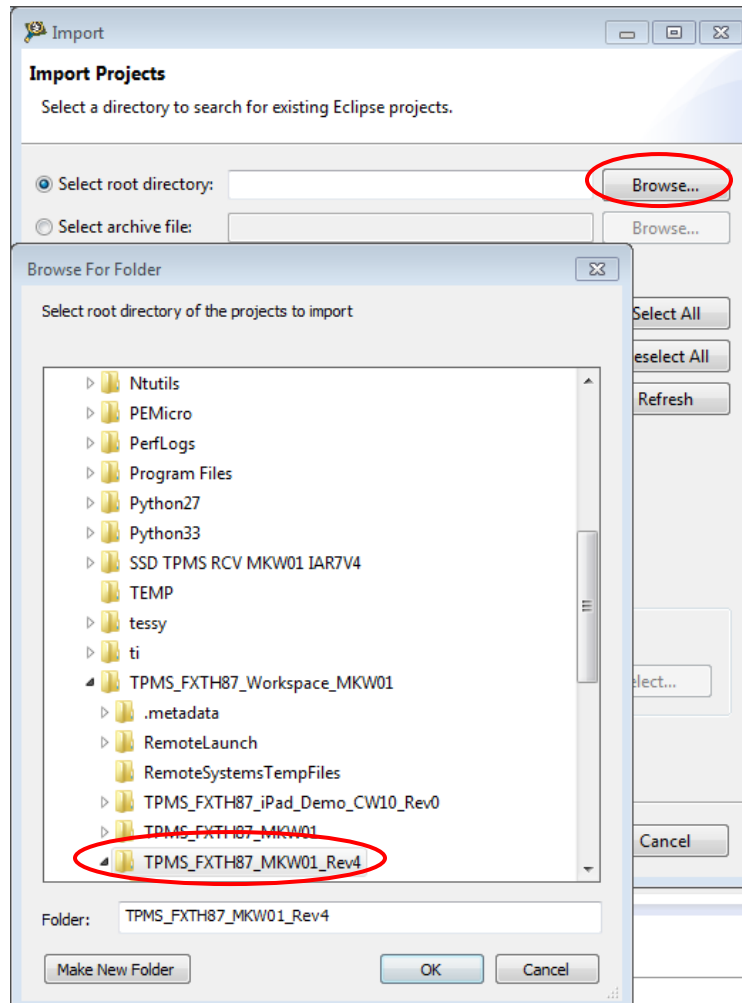 Import
Import Projects
Select a directory to search for existing Eclipse projects.
Select root directory: Browse...
Select archive file: Browse...
Browse For Folder
Select root directory of the projects to import
Select All
eselect All
Refresh
Ntutils
PEMicro
PerfLogs
Program Files
Python27
Python33
SSD TPMS RCV MKW01 IAR7V4
TEMP
tessy
ti
TPMS_FXTH87_Workspace_MKW01
elect...
.metadata
RemoteLaunch
RemoteSystemsTempFiles
TPMS_FXTH87_iPad_Demo_CW10_Rev0
TPMS_FXTH87_MKW01
Cancel
TPMS_FXTH87_MKW01_Rev4
Folder: TPMS_FXTH87_MKW01_Rev4
Make New Folder OK Cancel